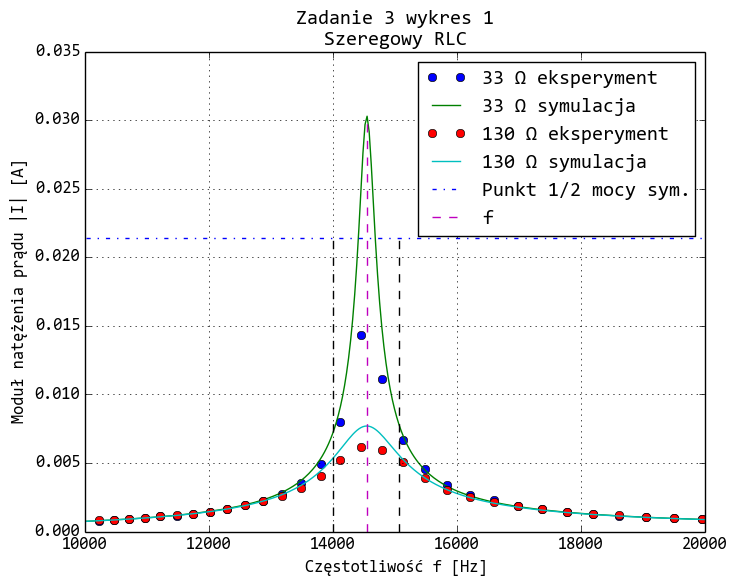 Zadanie 3 wykres 1
Szeregowy RLC
33 Ω eksperyment
33 Ω symulacja
130 Ω eksperyment
130 Ω symulacja
Punkt 1/2 mocy sym.
f
Moduł natężenia prądu |I| [A]
0.035
0.030
0.025
0.020
0.015
0.010
0.005
0.000
10000 12000 14000 16000 18000 20000
Częstotliwość f [Hz]